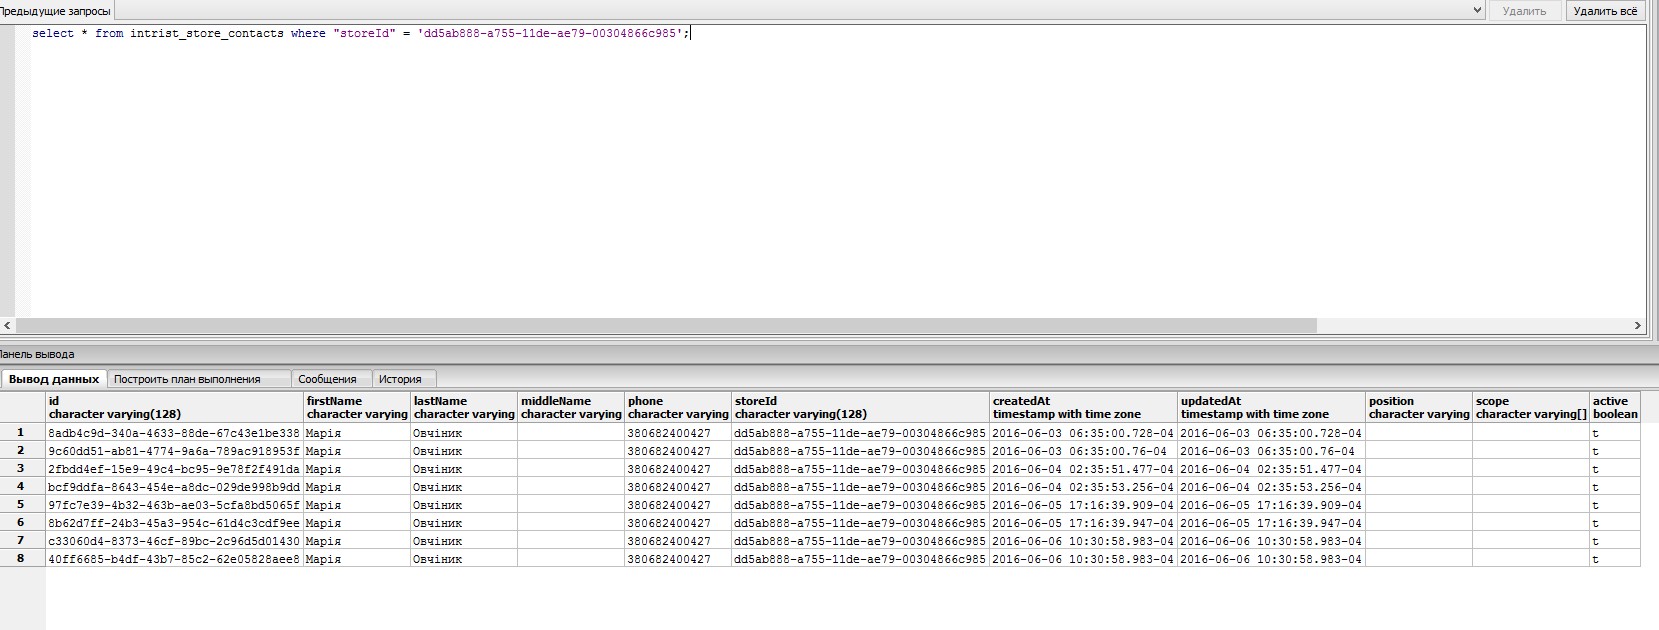 Предыдущие запросы Удалить Удалить всё
select * from intrist_store_contacts where "storeId" = 'dd5ab888-a755-11de-ae79-00304866c985';
Панель вывода
Вывод данных Построить план выполнения Сообщения История
id firstName lastName middleName phone storeId createdAt updatedAt position scope active
character varying(128) character varying character varying character varying character varying character varying(128) timestamp with time zone timestamp with time zone character varying character varying[] boolean
1 8adb4c9d-340a-4633-88de-67c43e1be338 Марія Овчіник 380682400427 dd5ab888-a755-11de-ae79-00304866c985 2016-06-03 06:35:00.728-04 2016-06-03 06:35:00.728-04 t
2 9c60dd51-ab81-4774-9a6a-789ac918953f Марія Овчіник 380682400427 dd5ab888-a755-11de-ae79-00304866c985 2016-06-03 06:35:00.76-04 2016-06-03 06:35:00.76-04 t
3 2fbdd4ef-15e9-49c4-bc95-9e78f2f491da Марія Овчіник 380682400427 dd5ab888-a755-11de-ae79-00304866c985 2016-06-04 02:35:51.477-04 2016-06-04 02:35:51.477-04 t
4 bcf9ddfa-8643-454e-a8dc-029de998b9dd Марія Овчіник 380682400427 dd5ab888-a755-11de-ae79-00304866c985 2016-06-04 02:35:53.256-04 2016-06-04 02:35:53.256-04 t
5 97fc7e39-4b32-463b-ae03-5cfa8bd5065f Марія Овчіник 380682400427 dd5ab888-a755-11de-ae79-00304866c985 2016-06-05 17:16:39.909-04 2016-06-05 17:16:39.909-04 t
6 8b62d7ff-24b3-45a3-954c-61d4c3cdf9ee Марія Овчіник 380682400427 dd5ab888-a755-11de-ae79-00304866c985 2016-06-05 17:16:39.947-04 2016-06-05 17:16:39.947-04 t
7 c33060d4-8373-46cf-89bc-2c96d5d01430 Марія Овчіник 380682400427 dd5ab888-a755-11de-ae79-00304866c985 2016-06-06 10:30:58.983-04 2016-06-06 10:30:58.983-04 t
8 40ff6685-b4df-43b7-85c2-62e05828aee8 Марія Овчіник 380682400427 dd5ab888-a755-11de-ae79-00304866c985 2016-06-06 10:30:58.983-04 2016-06-06 10:30:58.983-04 t